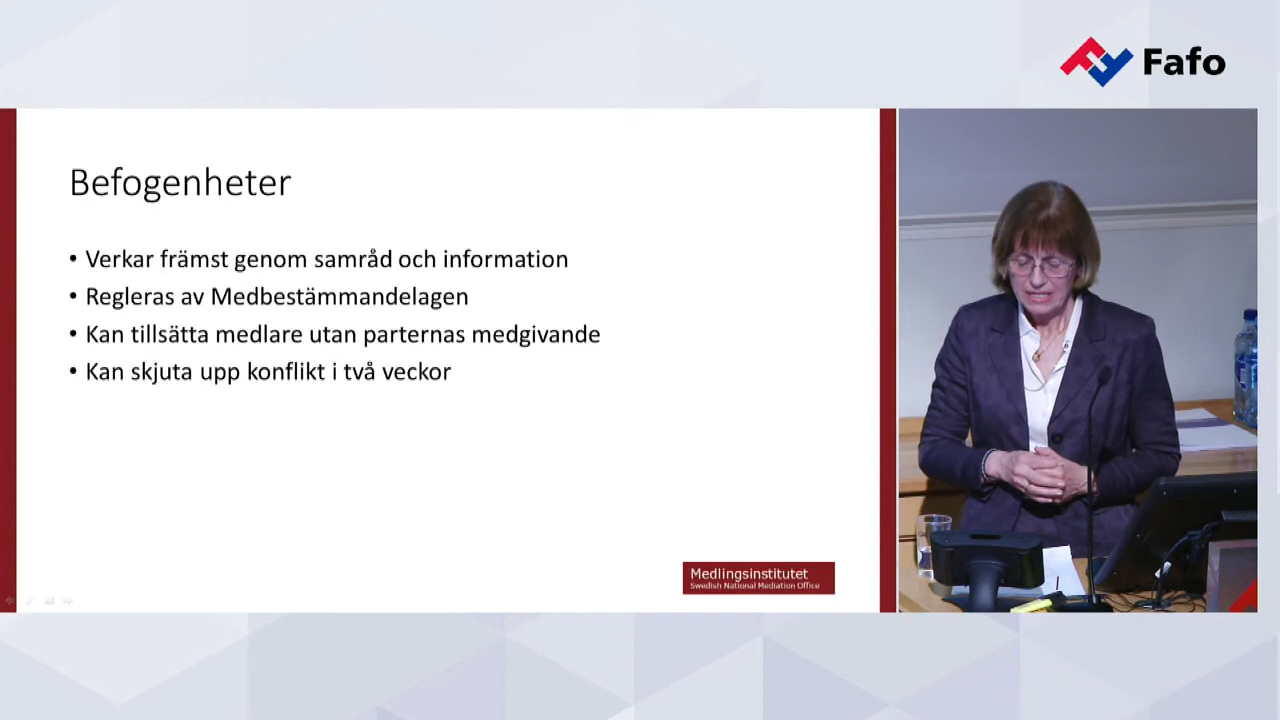 Fafo
Befogenheter
• Verkar främst genom samråd och information
• Regleras av Medbestämmandelagen
• Kan tillsätta medlare utan parternas medgivande
• Kan skjuta upp konflikt i två veckor
Medlingsinstitutet
Swedish National Mediation Office